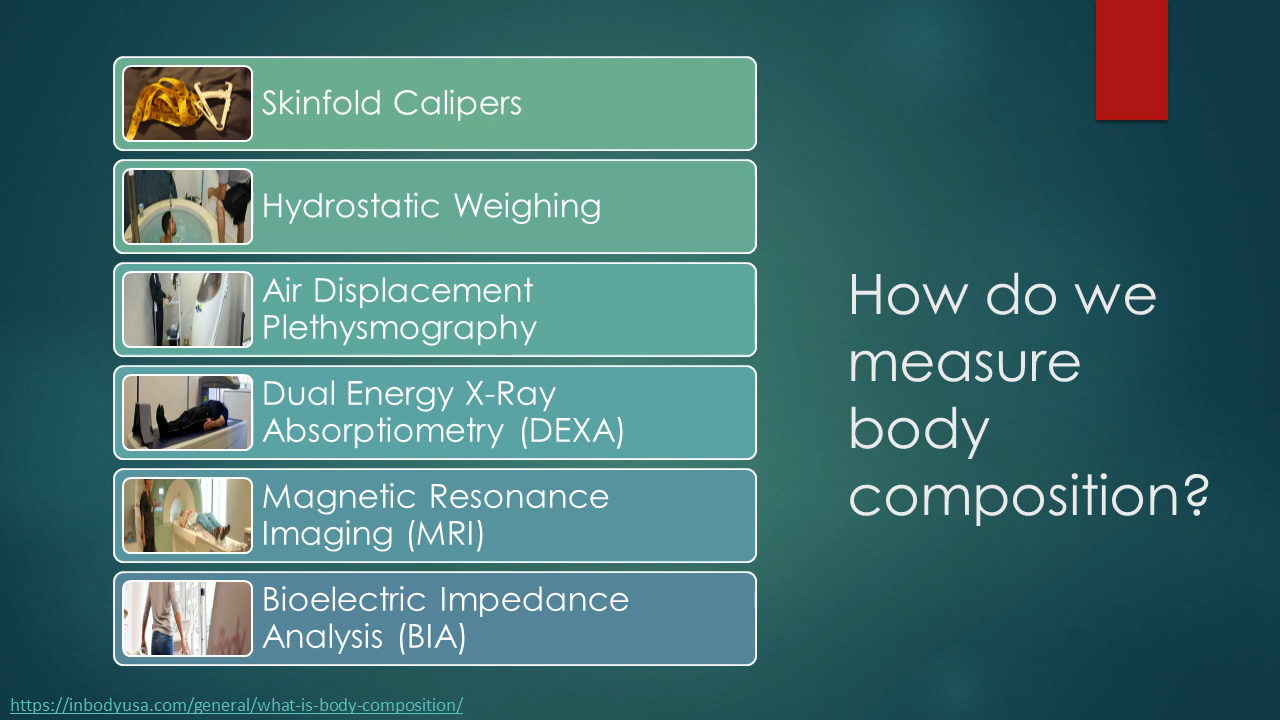 Skinfold Calipers
Hydrostatic Weighing
Air Displacement
Plethysmography
Dual Energy X-Ray
Absorptiometry (DEXA)
Magnetic Resonance
Imaging (MRI)
Bioelectric Impedance
Analysis (BIA)
How do we
measure
body
composition?
https://inbodyusa.com/general/what-is-body-composition/